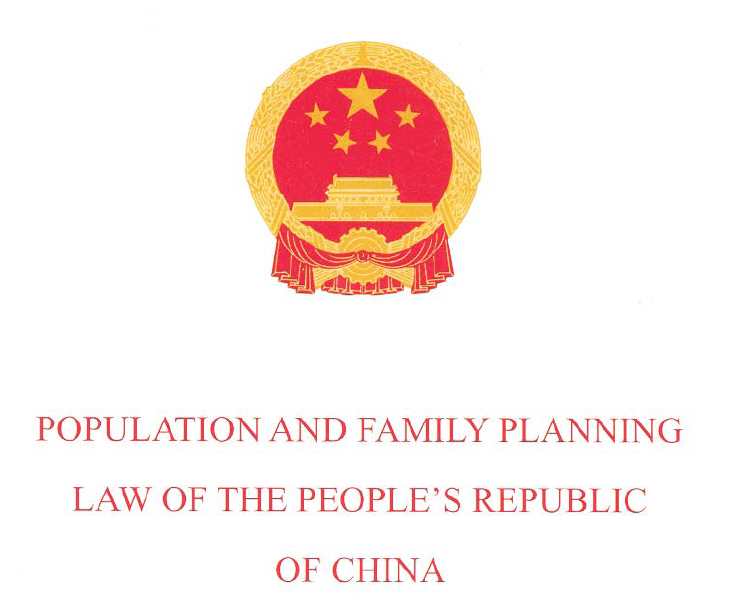 POPULATION AND FAMILY PLANNING
LAW OF THE PEOPLE’S REPUBLIC
OF CHINA